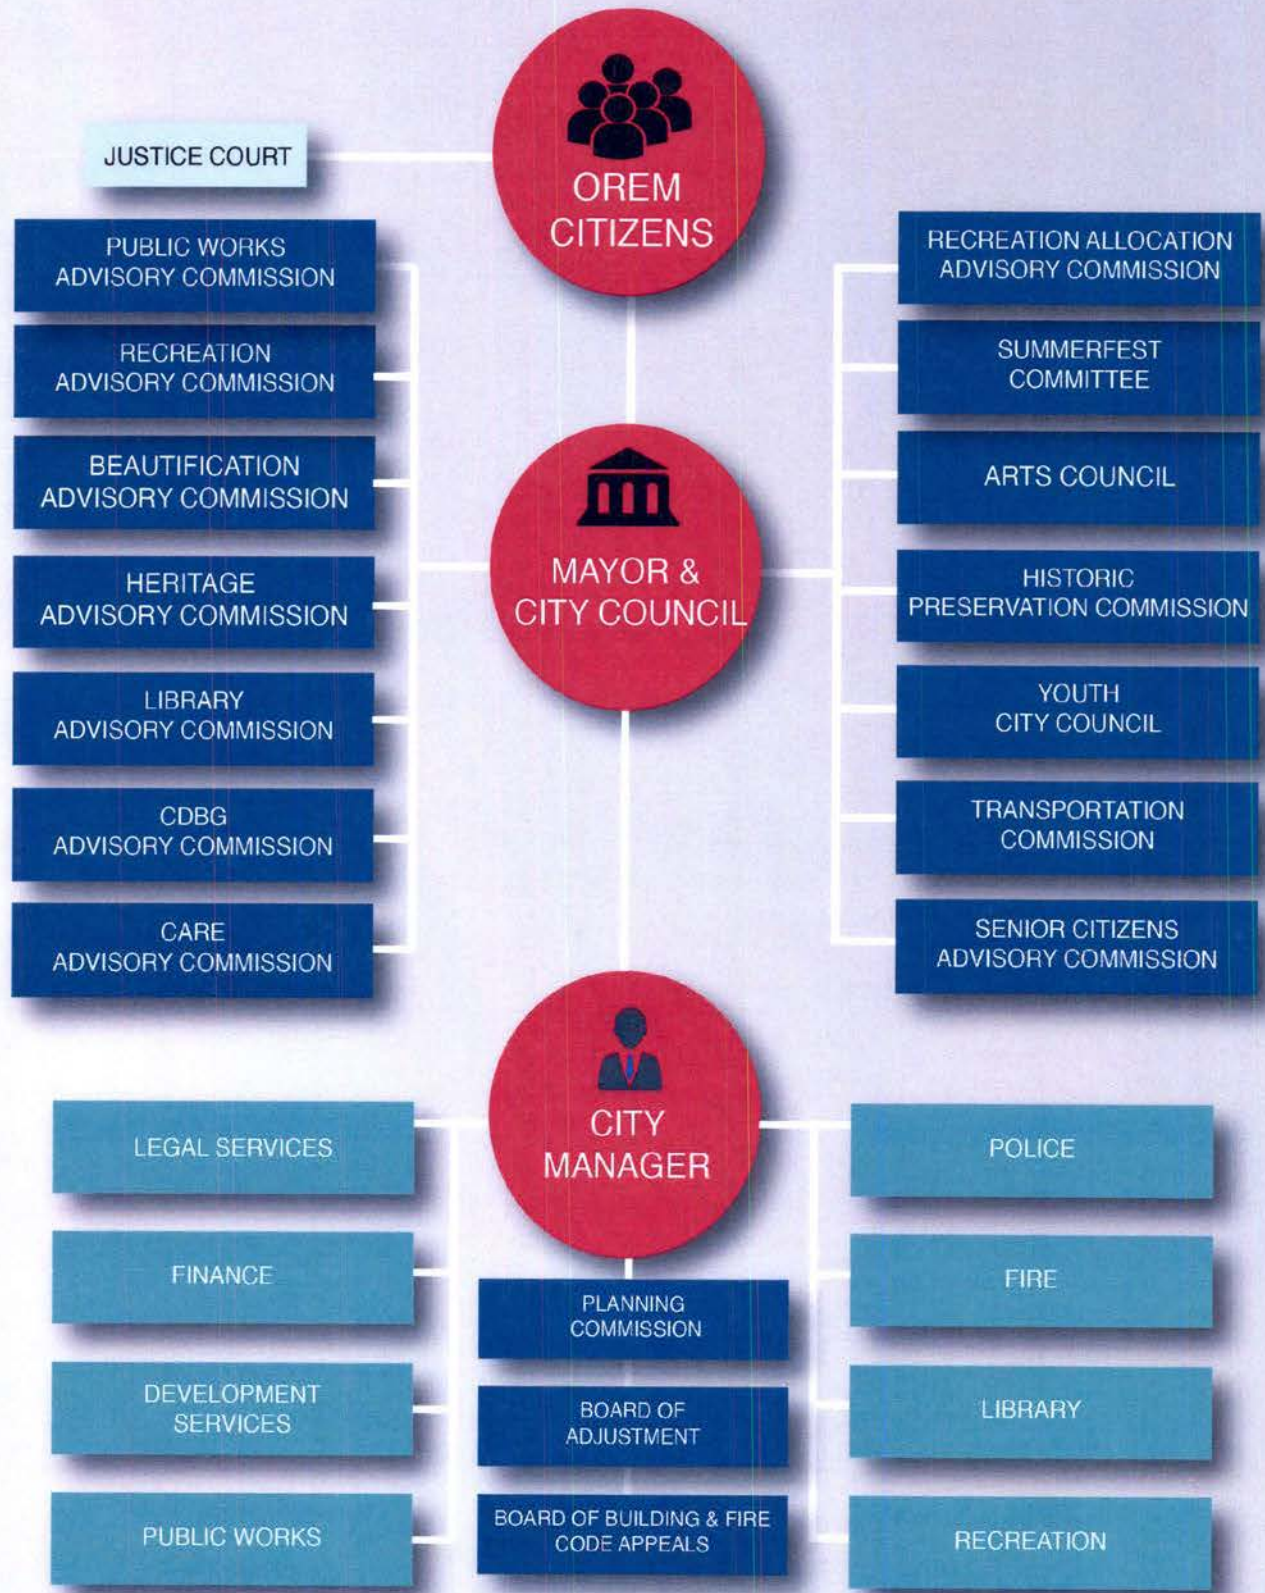 OREM
CITIZENS
JUSTICE COURT
PUBLIC WORKS
ADVISORY COMMISSION
RECREATION
ADVISORY COMMISSION
BEAUTIFICATION
ADVISORY COMMISSION
HERITAGE
ADVISORY COMMISSION
LIBRARY
ADVISORY COMMISSION
CDBG
ADVISORY COMMISSION
CARE
ADVISORY COMMISSION
MAYOR &
CITY COUNCIL
RECREATION ALLOCATION
ADVISORY COMMISSION
SUMMERFEST
COMMITTEE
ARTS COUNCIL
HISTORIC
PRESERVATION COMMISSION
YOUTH
CITY COUNCIL
TRANSPORTATION
COMMISSION
SENIOR CITIZENS
ADVISORY COMMISSION
CITY
MANAGER
LEGAL SERVICES
FINANCE
DEVELOPMENT
SERVICES
PUBLIC WORKS
PLANNING
COMMISSION
BOARD OF
ADJUSTMENT
BOARD OF BUILDING & FIRE
CODE APPEALS
POLICE
FIRE
LIBRARY
RECREATION